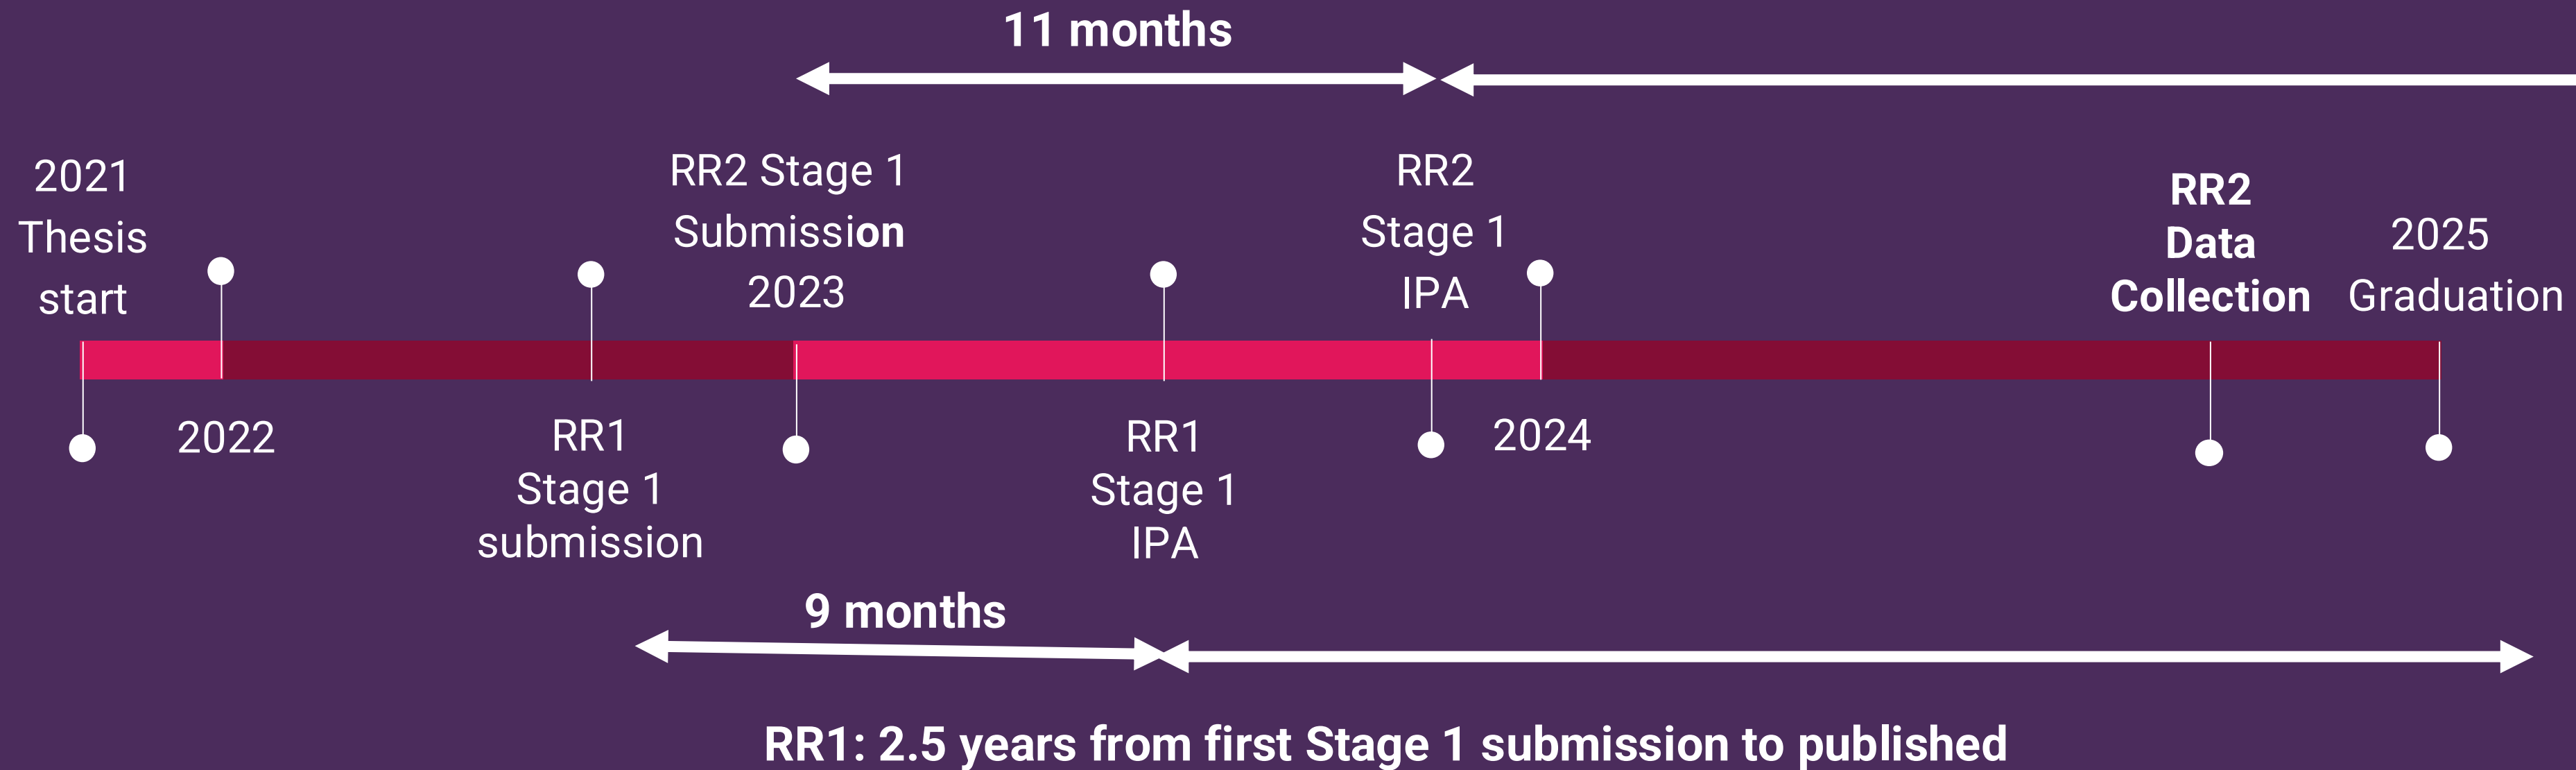 11 months
2021
Thesis
start
RR2 Stage 1
Submission
2023
RR2
Stage 1
IPA
RR2
Data
Collection
2025
Graduation
2022
RR1
Stage 1
submission
RR1
Stage 1
IPA
2024
9 months
RR1: 2.5 years from first Stage 1 submission to published